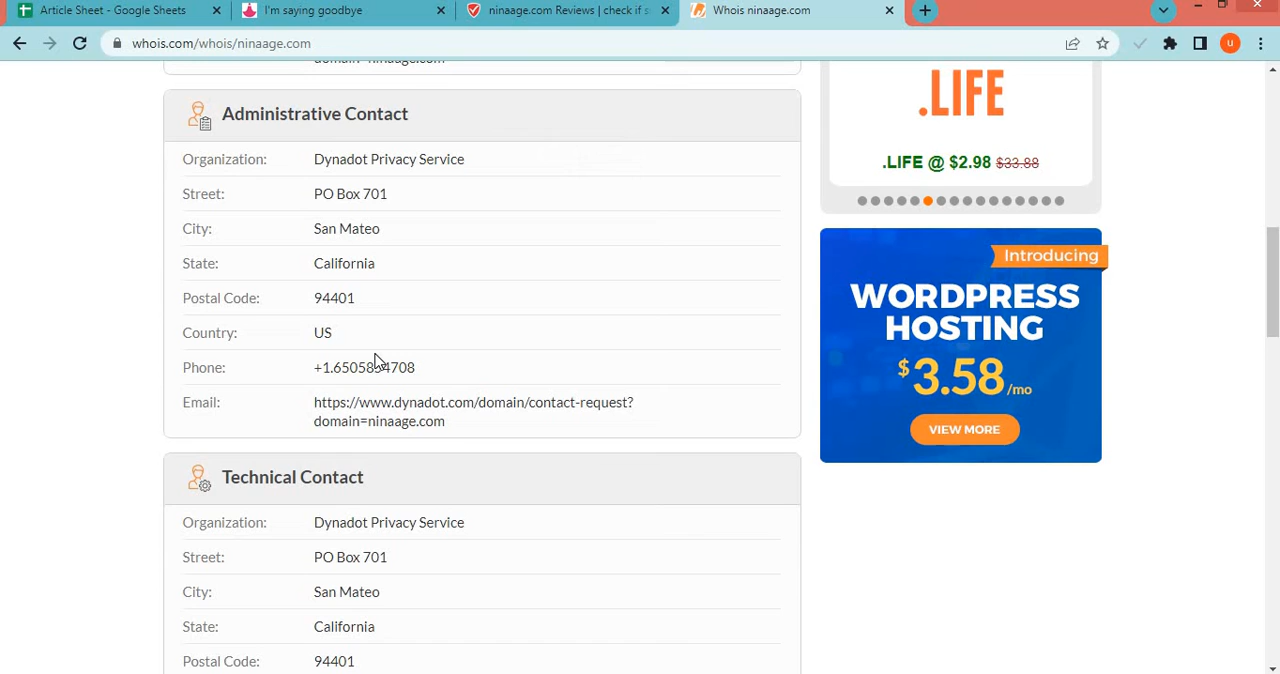 Article Sheet - Google Sheets
I'm saying goodbye
ninaage.com Reviews | check if s
Whois ninaage.com
whois.com/whois/ninaage.com
u
Administrative Contact
Organization: Dynadot Privacy Service
Street: PO Box 701
City: San Mateo
State: California
Postal Code: 94401
Country: US
Phone:
Email: https://www.dynadot.com/domain/contact-request?
domain=ninaage.com
Technical Contact
Organization: Dynadot Privacy Service
Street: PO Box 701
City: San Mateo
State: California
Postal Code: 94401
.LIFE
.LIFE @ $2.98 $33.88
Introducing
WORDPRESS
HOSTING
$3.58/mo
VIEW MORE